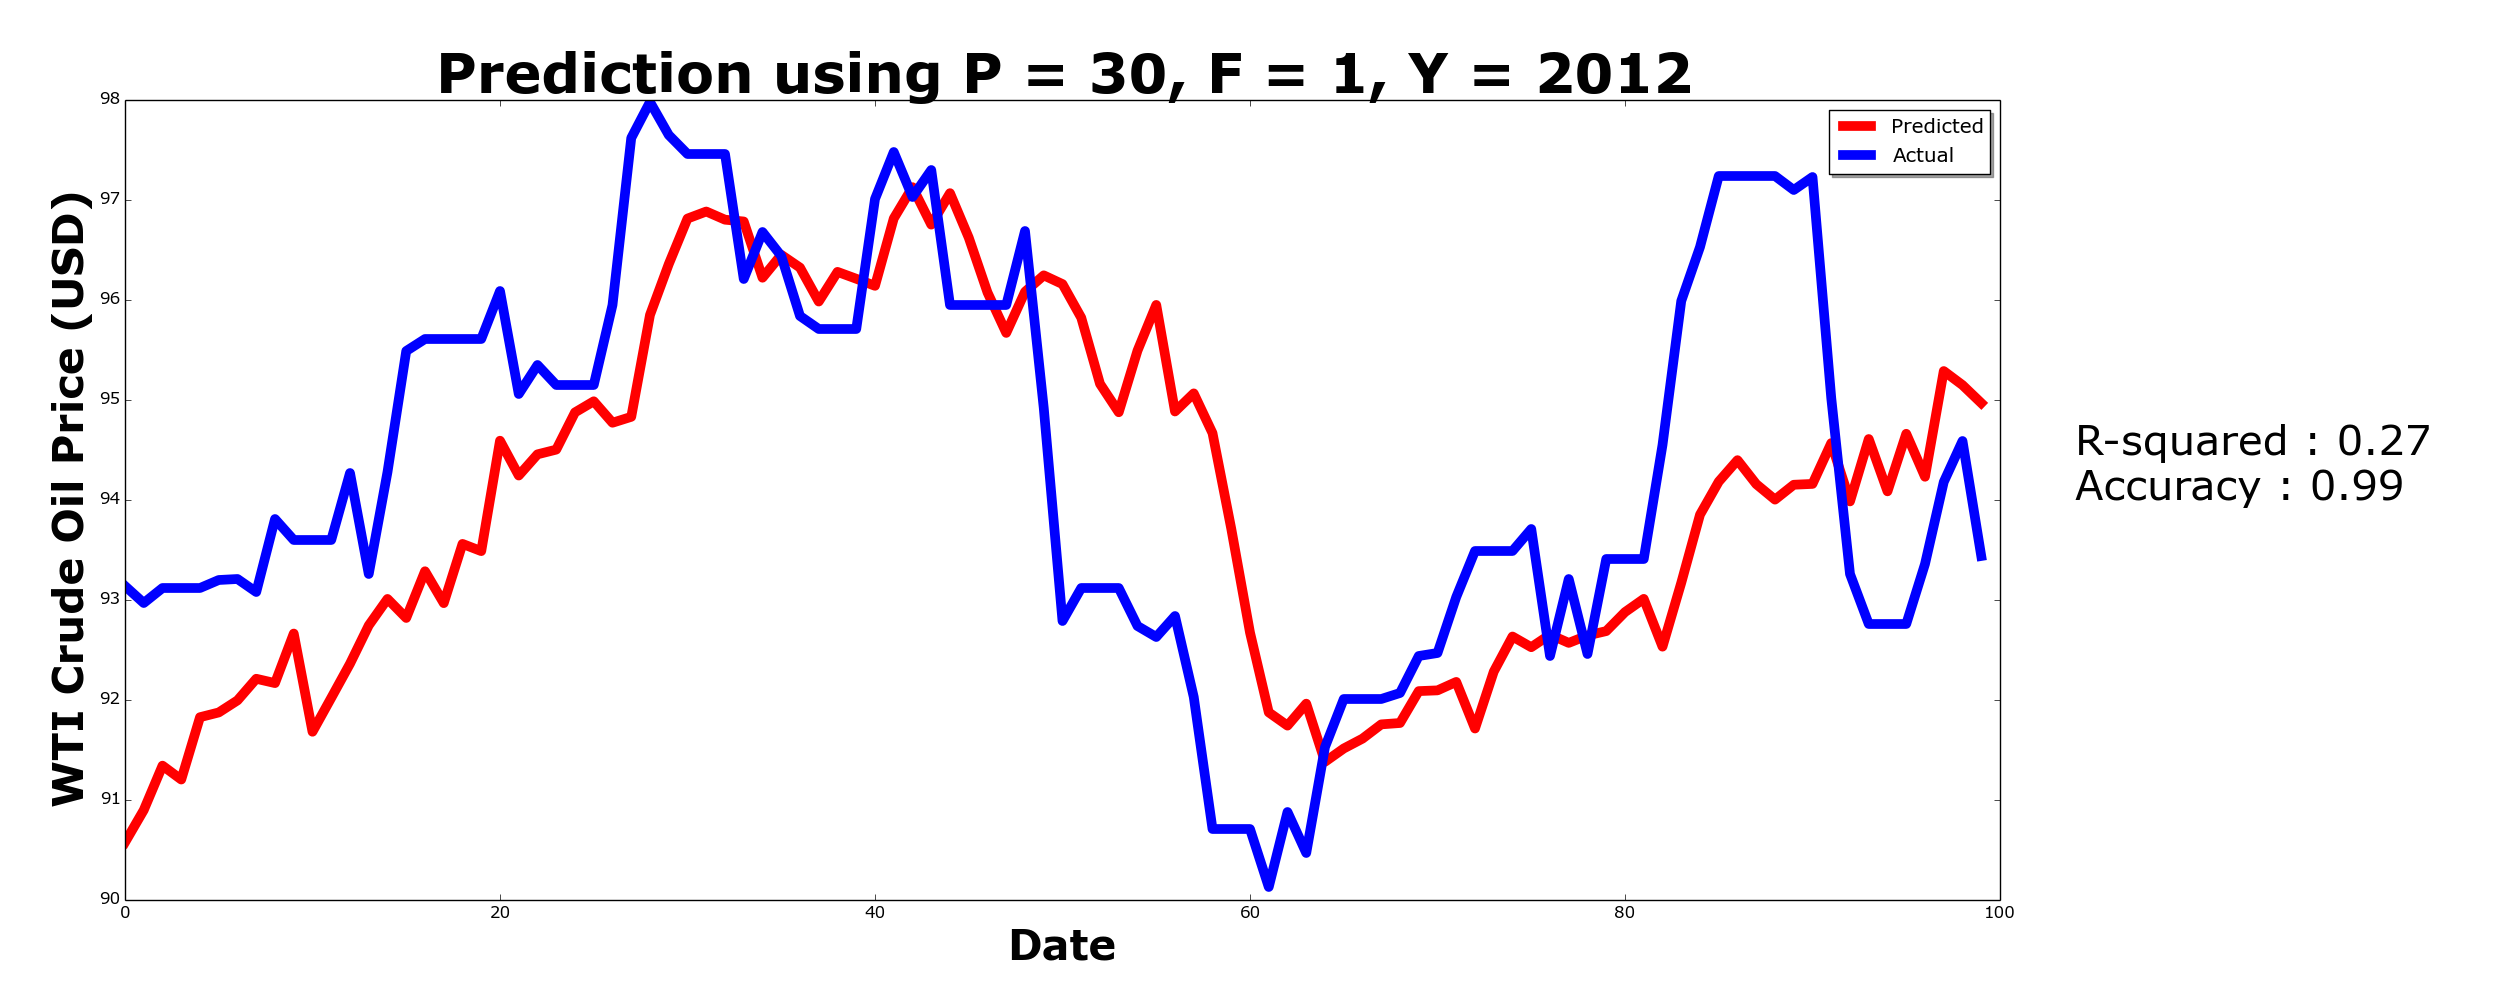 Prediction using P = 30, F = 1, Y = 2012
Predicted
Actual
WTI Crude Oil Price (USD)
98
97
96
95
94
93
92
91
90
0 20 40 60 80 100
Date
R-squared : 0.27
Accuracy : 0.99